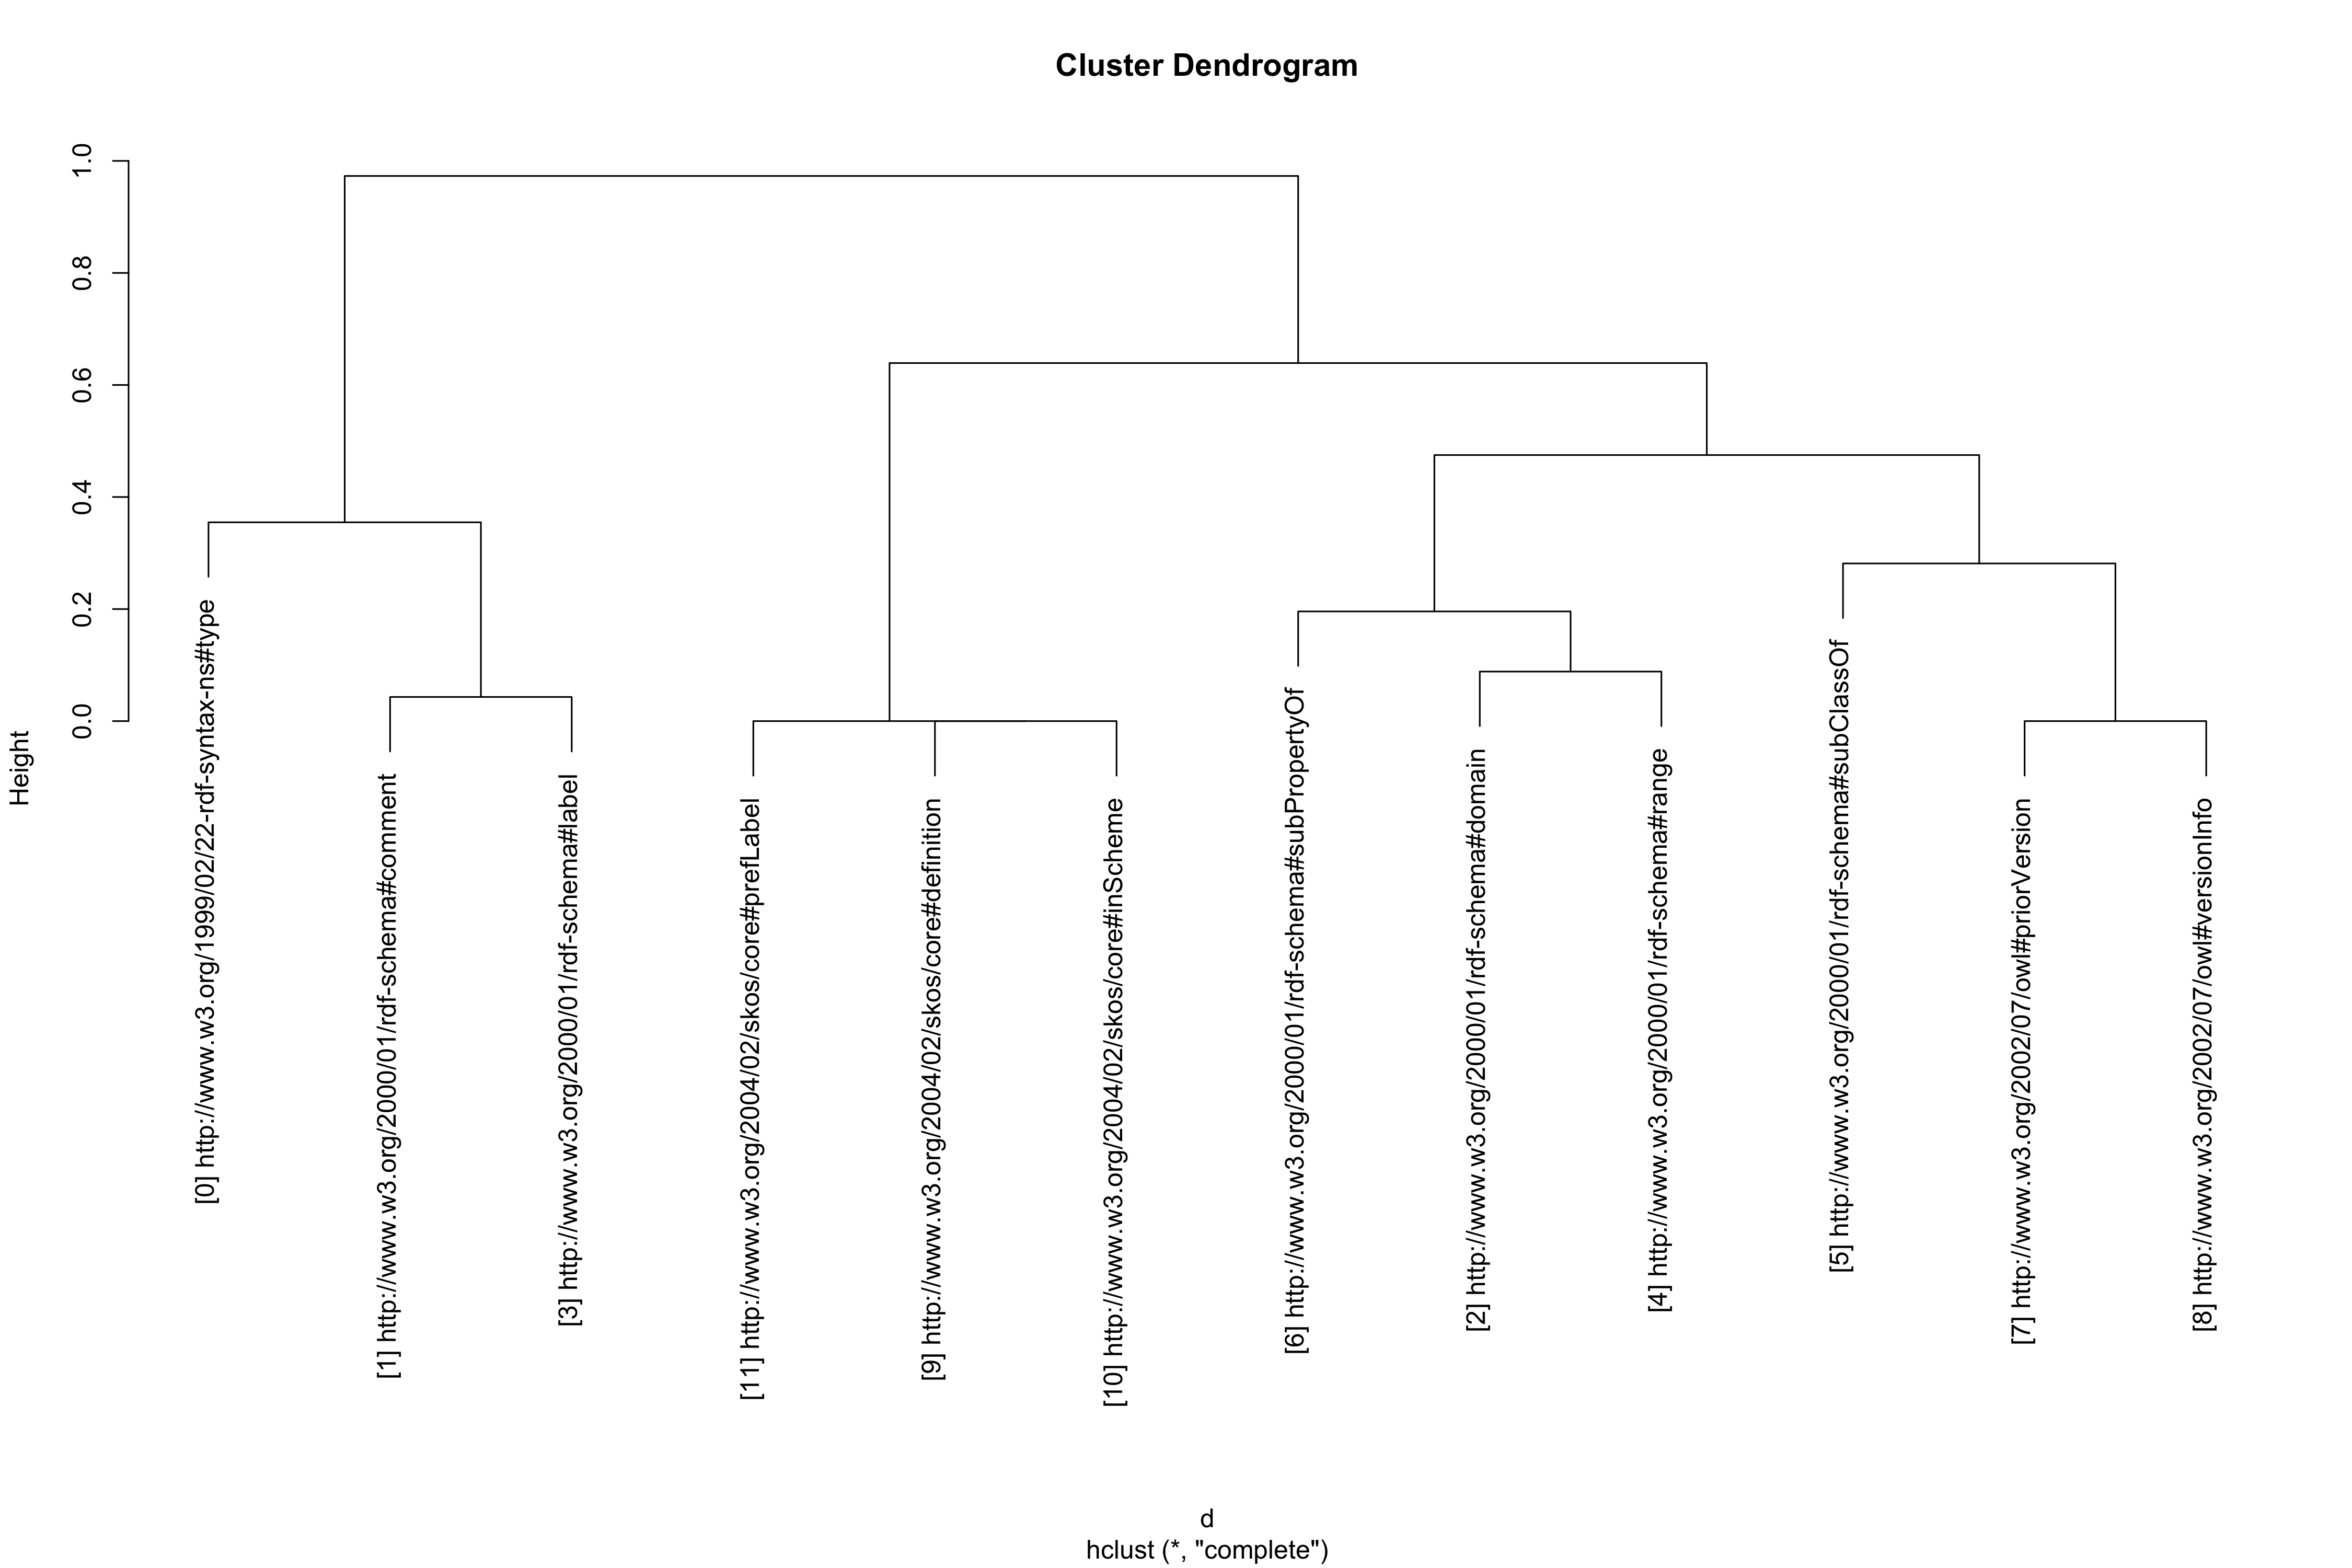 Cluster Dendrogram
Height
1.0
0.8
0.6
0.4
0.2
0.0
[0] http://www.w3.org/1999/02/22-rdf-syntax-ns#type
[1] http://www.w3.org/2000/01/rdf-schema#comment
[3] http://www.w3.org/2000/01/rdf-schema#label
[11] http://www.w3.org/2004/02/skos/core#prefLabel
[9] http://www.w3.org/2004/02/skos/core#definition
[10] http://www.w3.org/2004/02/skos/core#inScheme
[6] http://www.w3.org/2000/01/rdf-schema#subPropertyOf
[2] http://www.w3.org/2000/01/rdf-schema#domain
[4] http://www.w3.org/2000/01/rdf-schema#range
[5] http://www.w3.org/2000/01/rdf-schema#subClassOf
[7] http://www.w3.org/2002/07/owl#priorVersion
[8] http://www.w3.org/2002/07/owl#versionInfo
d
hclust (*, "complete")